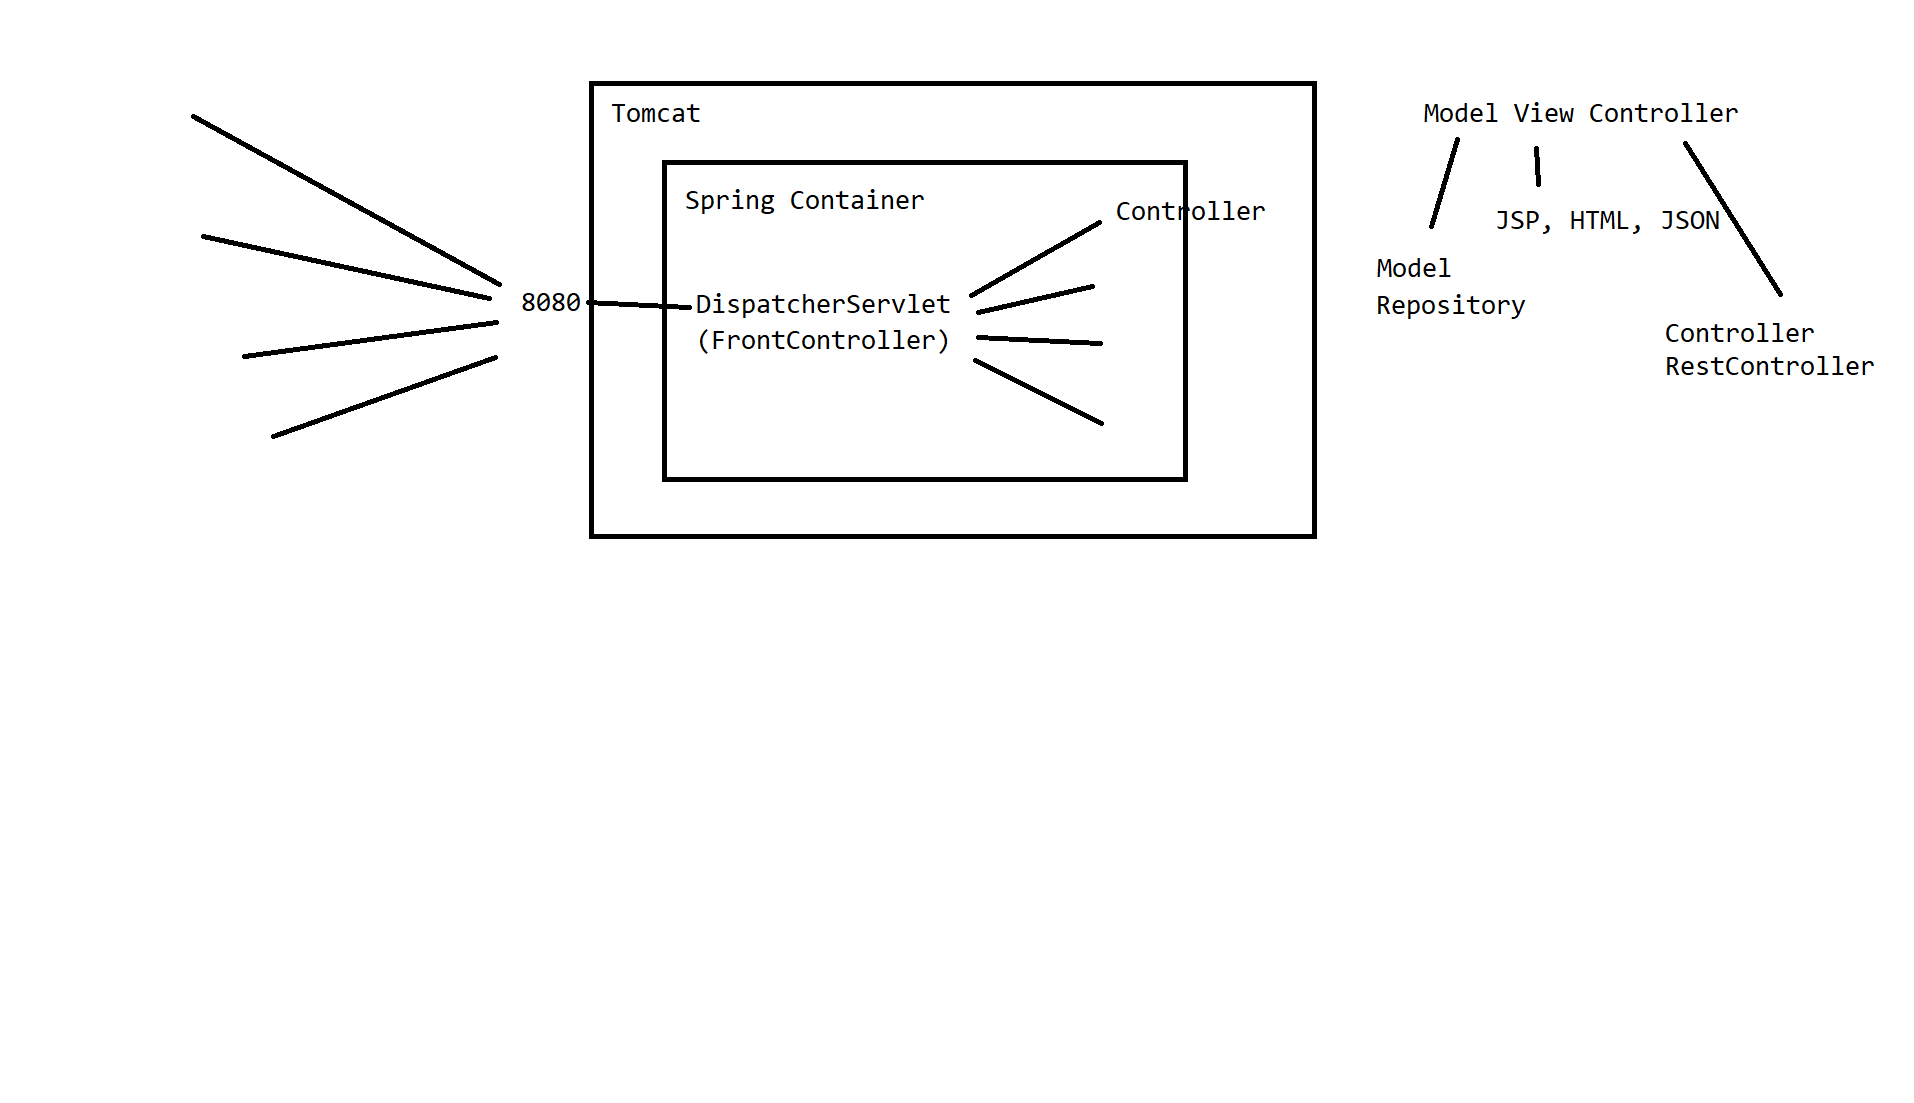 Tomcat
Spring Container
Controller
8080
DispatcherServlet
(FrontController)
Model View Controller
JSP, HTML, JSON
Model
Repository
Controller
RestController